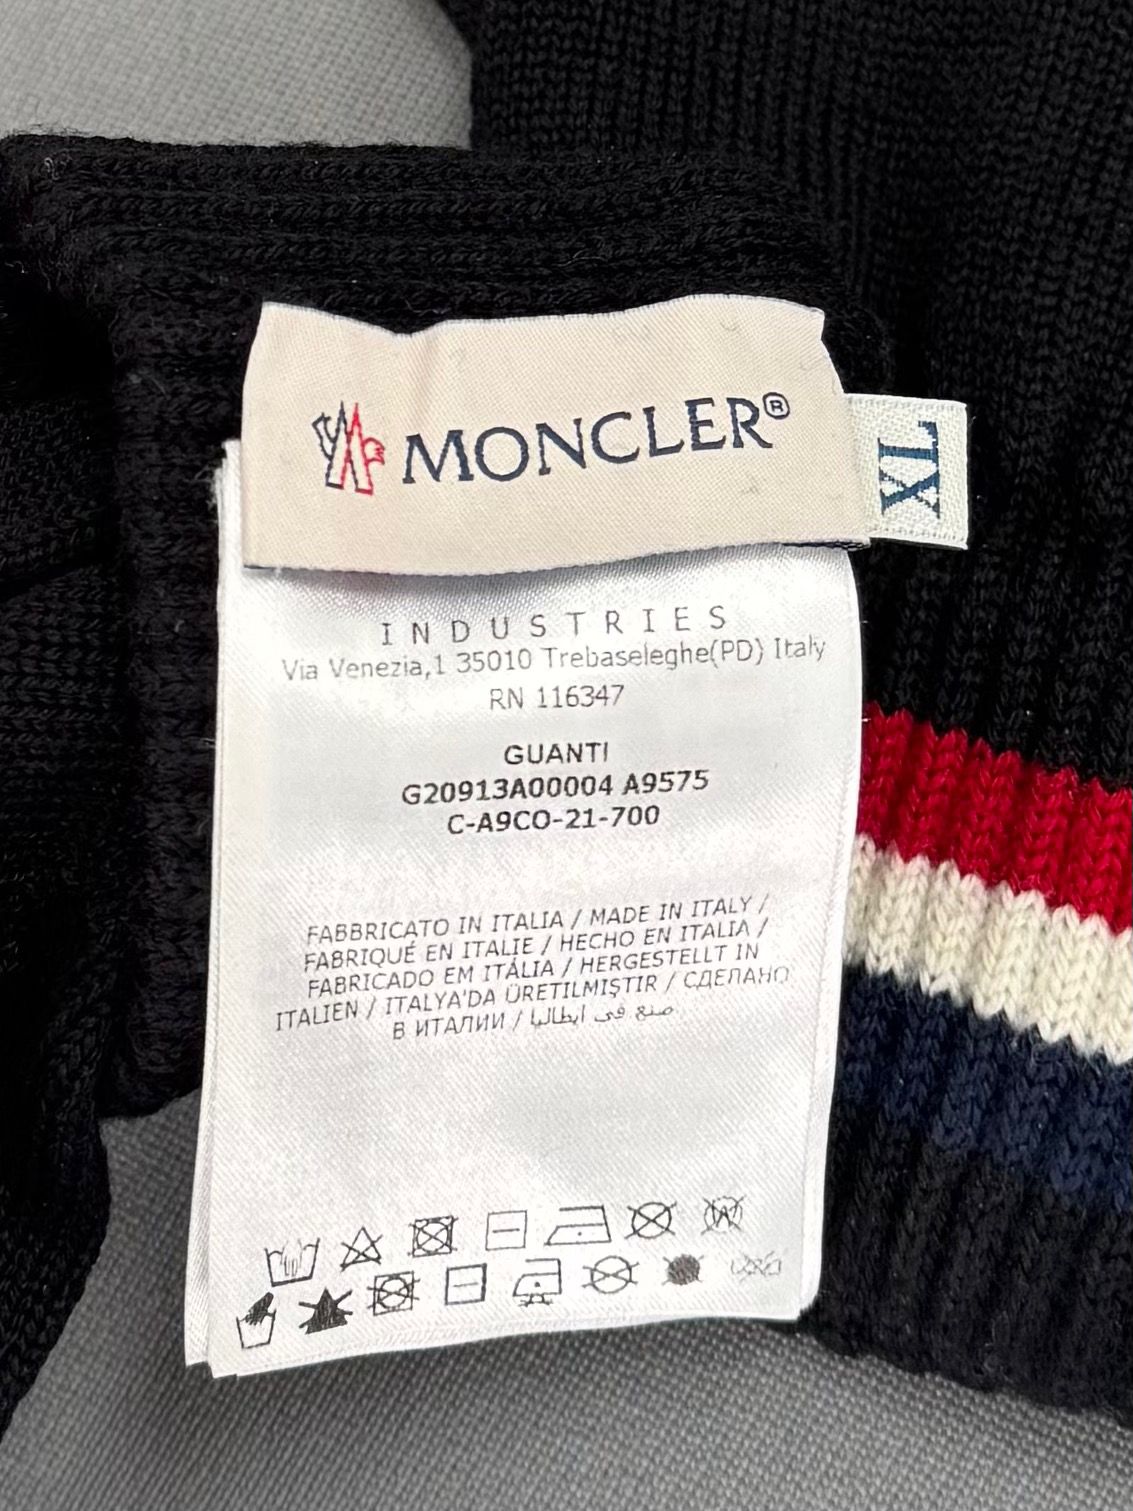 MONCLER®
XL
INDUSTRIES
Via Venezia,1 35010 Trebaseleghe(PD) Italy
RN 116347
GUANTI
G20913A00004 A9575
C-A9CO-21-700
FABBRICATO IN ITALIA / MADE IN ITALY /
FABRIQUÉ EN ITALIE / HECHO EN ITALIA /
FABRICADO EM ITÁLIA / HERGESTELLT IN
ITALIEN / ITALYA'DA ÜRETILMIŞTIR / СДЕЛАНО
В ИТАЛИИ / صنع في ايطاليا